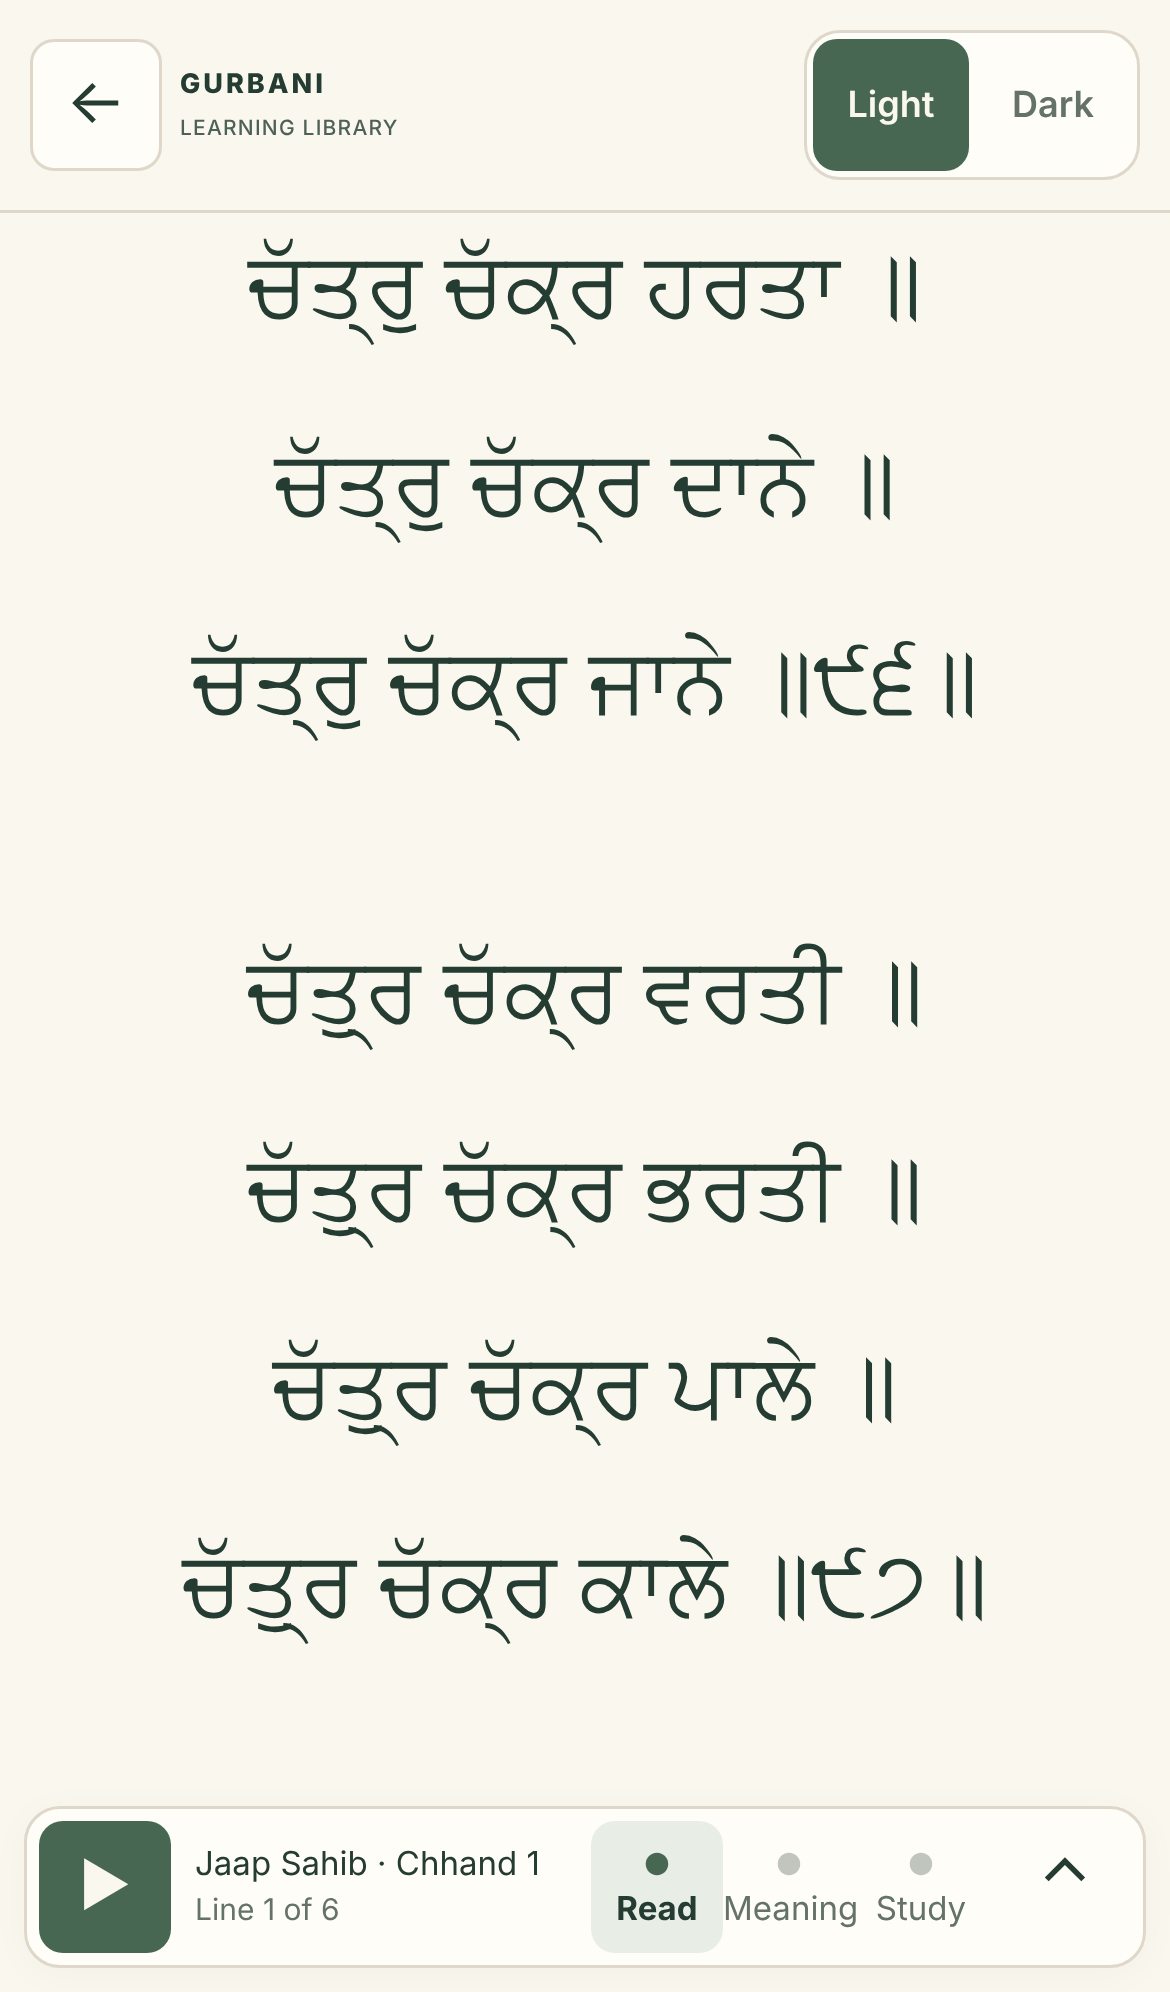 GURBANI
LEARNING LIBRARY
Light
Dark
ਚੱਤ੍ਰੁ ਚੱਕ੍ਰ ਹਰਤਾ ॥
ਚੱਤ੍ਰੁ ਚੱਕ੍ਰ ਦਾਨੇ ॥
ਚੱਤ੍ਰੁ ਚੱਕ੍ਰ ਜਾਨੇ ॥੯੬॥
ਚੱਤੁ੍ਰ ਚੱਕ੍ਰ ਵਰਤੀ ॥
ਚੱਤੁ੍ਰ ਚੱਕ੍ਰ ਭਰਤੀ ॥
ਚੱਤੁ੍ਰ ਚੱਕ੍ਰ ਪਾਲੇ ॥
ਚੱਤੁ੍ਰ ਚੱਕ੍ਰ ਕਾਲੇ ॥੯੭॥
Jaap Sahib · Chhand 1
Line 1 of 6
Read
Meaning
Study